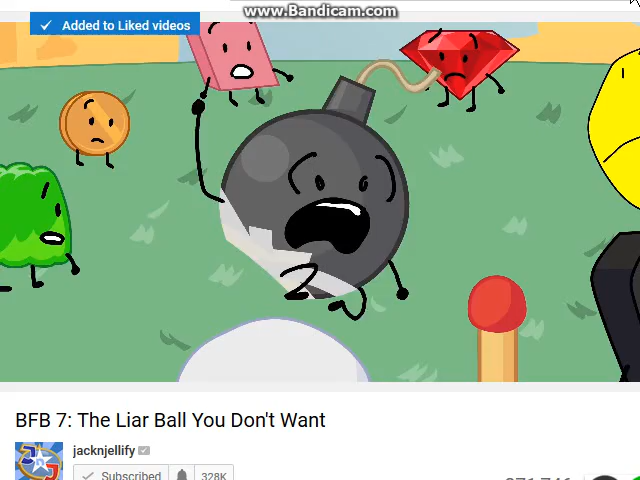 www.Bandicam.com
Added to Liked videos
BFB 7: The Liar Ball You Don't Want
jacknjellify
Subscribed
328K